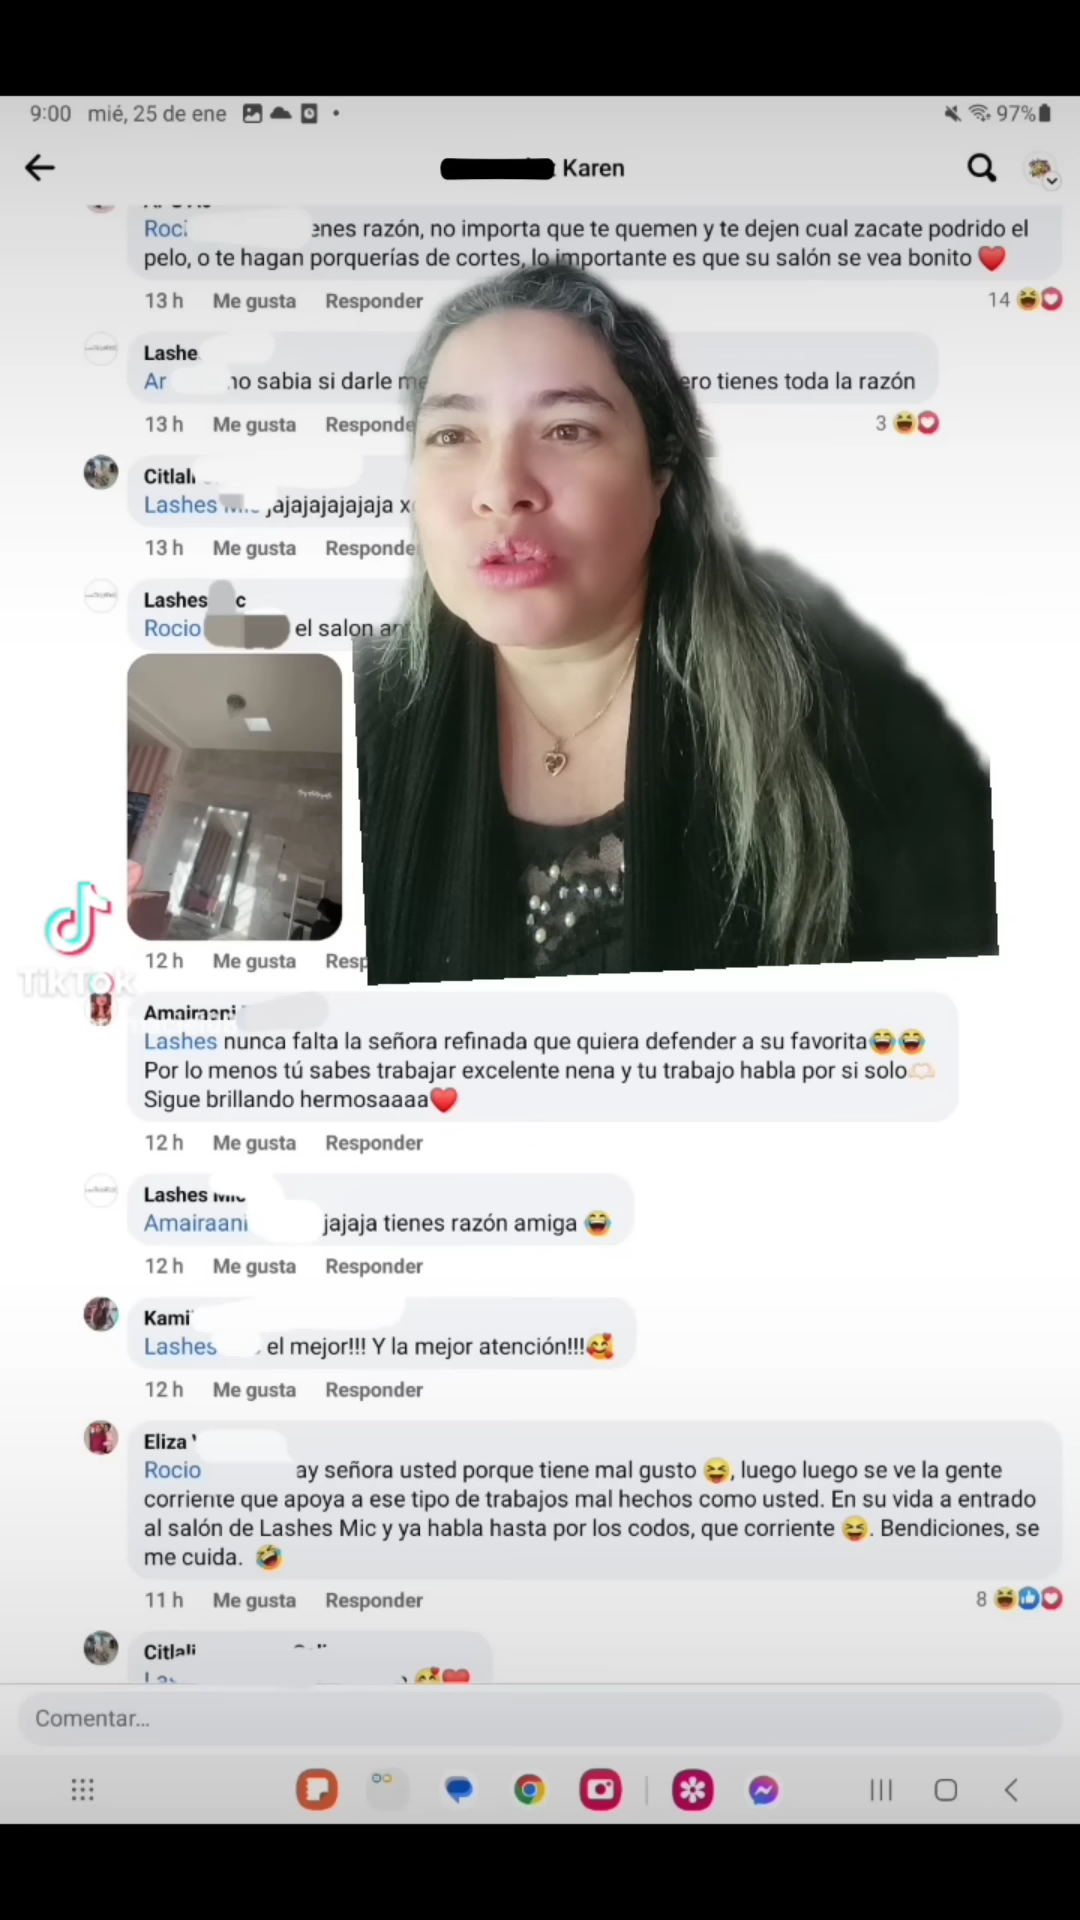 9:00 mié, 25 de ene 97%
Karen
enes razón, no importa que te quemen y te dejen cual zacate podrido el
pelo, o te hagan porquerías de cortes, lo importante es que su salón se vea bonito ❤️
13 h Me gusta Responder 14
Lashe
Ar no sabia si darle me ero tienes toda la razón
13 h Me gusta Responde 3
Citlali
Lashes jajajajajajaja
13 h Me gusta Responde
Lashes c
Rocio el salon
12 h Me gusta Resp
TikTok
Amairaani
Lashes nunca falta la señora refinada que quiera defender a su favorita😂😂
Por lo menos tú sabes trabajar excelente nena y tu trabajo habla por si solo🫶🏻
Sigue brillando hermosaaaa❤️
12 h Me gusta Responder
Lashes Mic
Amairaani jajaja tienes razón amiga 😂
12 h Me gusta Responder
Kami
Lashes el mejor!!! Y la mejor atención!!!🥰
12 h Me gusta Responder
Eliza
Rocio ay señora usted porque tiene mal gusto 😝, luego luego se ve la gente
corriente que apoya a ese tipo de trabajos mal hechos como usted. En su vida a entrado
al salón de Lashes Mic y ya habla hasta por los codos, que corriente 😝. Bendiciones, se
me cuida. 🤣
11 h Me gusta Responder 8
Citlali
Comentar...